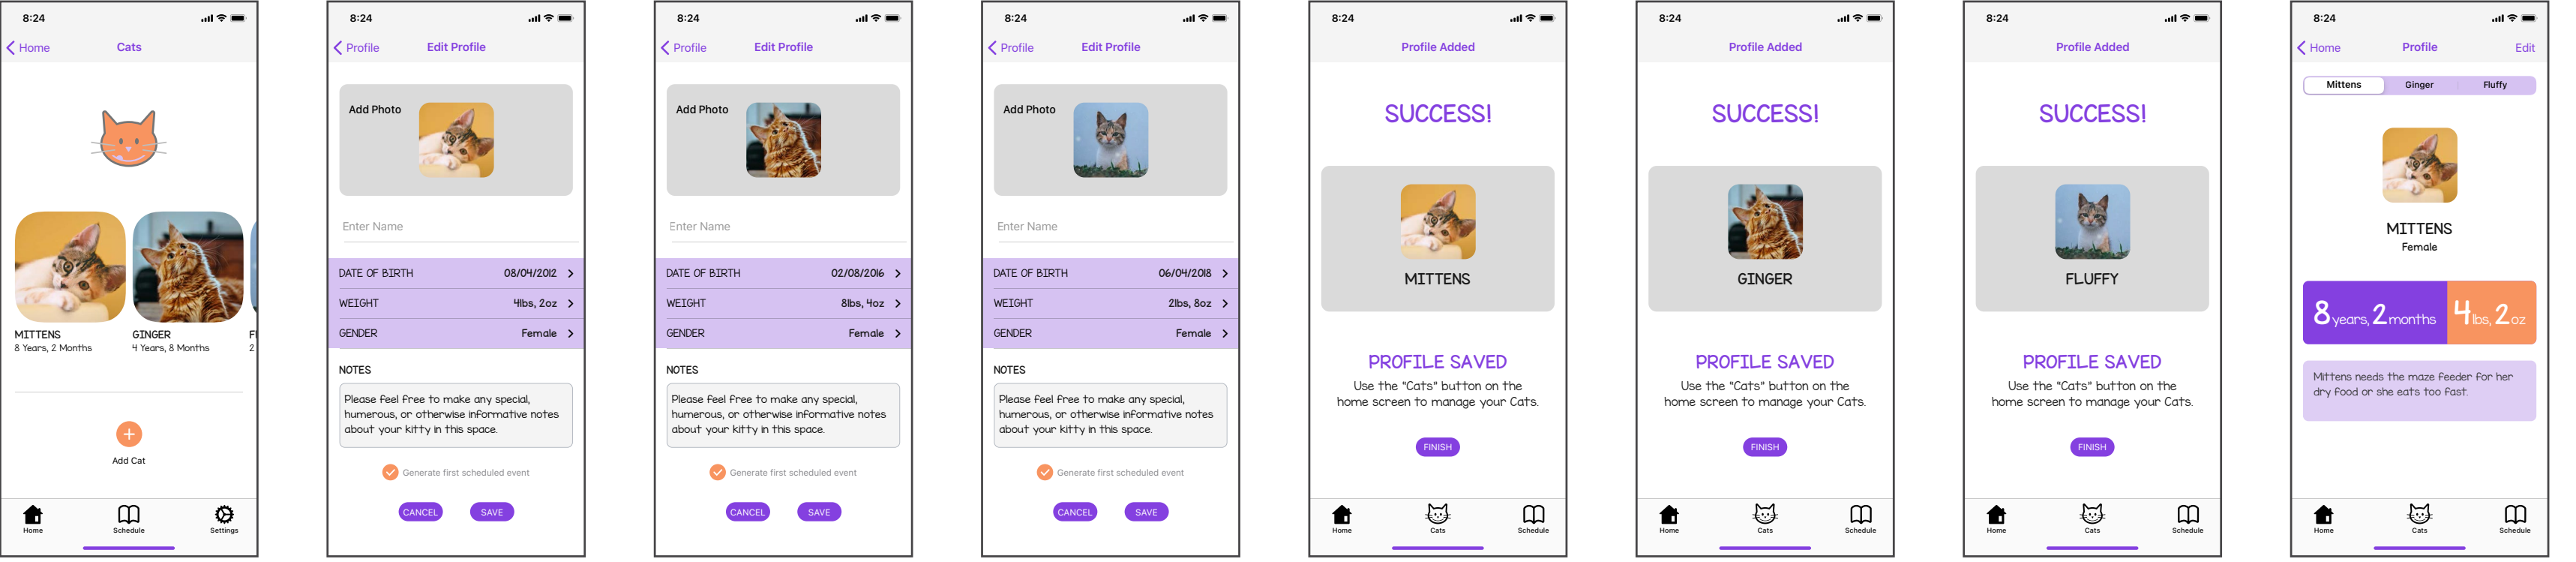 8:24
Home
Cats
MITTENS
8 Years, 2 Months
GINGER
4 Years, 8 Months
F
2
Add Cat
Home
Schedule
Settings
8:24
Profile
Edit Profile
Add Photo
Enter Name
DATE OF BIRTH 08/04/2012
WEIGHT 4lbs, 2oz
GENDER Female
NOTES
Please feel free to make any special,
humerous, or otherwise informative notes
about your kitty in this space.
Generate first scheduled event
CANCEL SAVE
8:24
Profile
Edit Profile
Add Photo
Enter Name
DATE OF BIRTH 02/08/2016
WEIGHT 8lbs, 4oz
GENDER Female
NOTES
Please feel free to make any special,
humerous, or otherwise informative notes
about your kitty in this space.
Generate first scheduled event
CANCEL SAVE
8:24
Profile
Edit Profile
Add Photo
Enter Name
DATE OF BIRTH 06/04/2018
WEIGHT 2lbs, 8oz
GENDER Female
NOTES
Please feel free to make any special,
humerous, or otherwise informative notes
about your kitty in this space.
Generate first scheduled event
CANCEL SAVE
8:24
Profile Added
SUCCESS!
MITTENS
PROFILE SAVED
Use the "Cats" button on the
home screen to manage your Cats.
FINISH
Home
Cats
Schedule
8:24
Profile Added
SUCCESS!
GINGER
PROFILE SAVED
Use the "Cats" button on the
home screen to manage your Cats.
FINISH
Home
Cats
Schedule
8:24
Profile Added
SUCCESS!
FLUFFY
PROFILE SAVED
Use the "Cats" button on the
home screen to manage your Cats.
FINISH
Home
Cats
Schedule
8:24
Home
Profile
Edit
Mittens
Ginger
Fluffy
MITTENS
Female
8 years, 2 months
4 lbs, 2 oz
Mittens needs the maze feeder for her
dry food or she eats too fast.
Home
Cats
Schedule